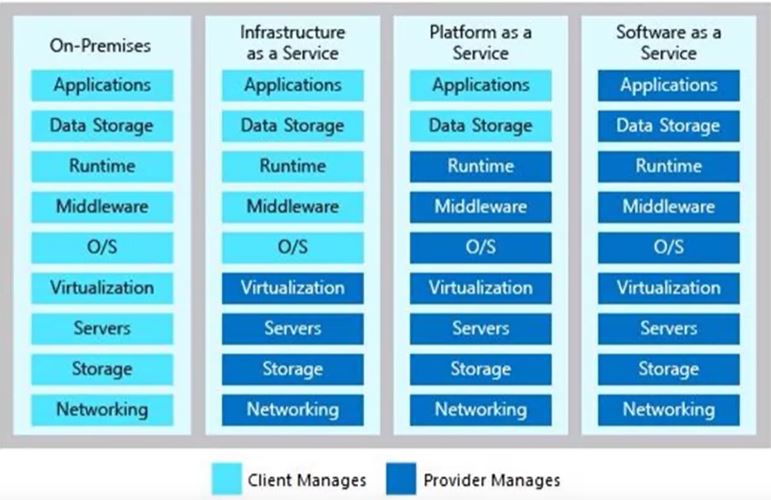 On-Premises
Applications
Data Storage
Runtime
Middleware
O/S
Virtualization
Servers
Storage
Networking
Infrastructure
as a Service
Applications
Data Storage
Runtime
Middleware
O/S
Virtualization
Servers
Storage
Networking
Platform as a
Service
Applications
Data Storage
Runtime
Middleware
O/S
Virtualization
Servers
Storage
Networking
Software as a
Service
Applications
Data Storage
Runtime
Middleware
O/S
Virtualization
Servers
Storage
Networking
Client Manages
Provider Manages